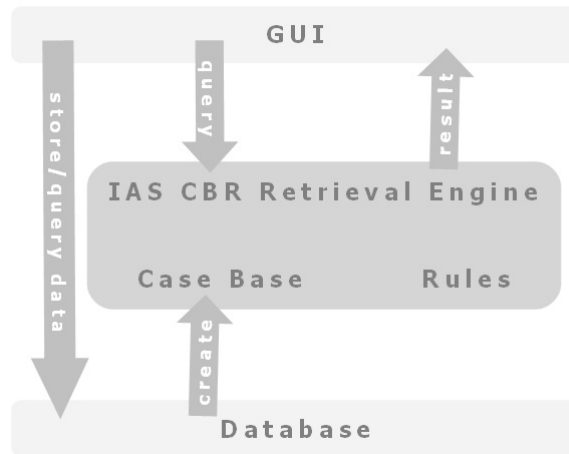 GUI
store/query data
query
result
IAS CBR Retrieval Engine
Case Base
Rules
create
Database